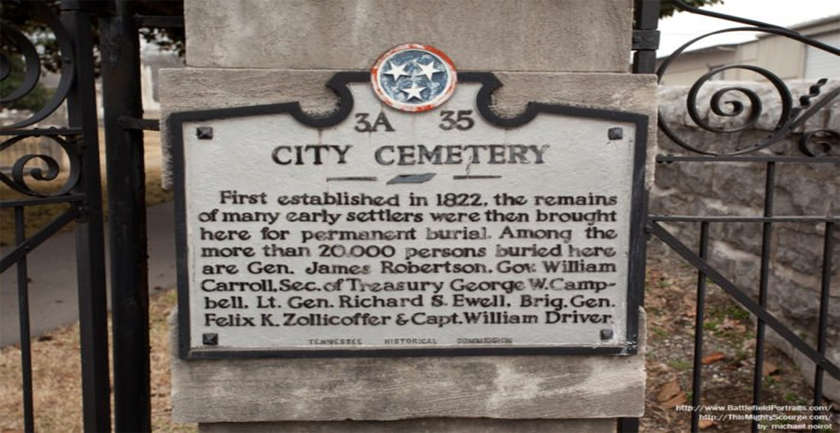 3A 35
CITY CEMETERY
First established in 1822, the remains
of many early settlers were then brought
here for permanent burial. Among the
more than 20,000 persons buried here
are Gen. James Robertson, Gov. William
Carroll, Sec. of Treasury George W. Camp-
bell, Lt. Gen. Richard S. Ewell, Brig. Gen.
Felix K. Zollicoffer & Capt. William Driver.
TENNESSEE HISTORICAL COMMISSION
http://www.BattlefieldPortraits.com/
http://ThisMightyScourge.com/
by michael noirot